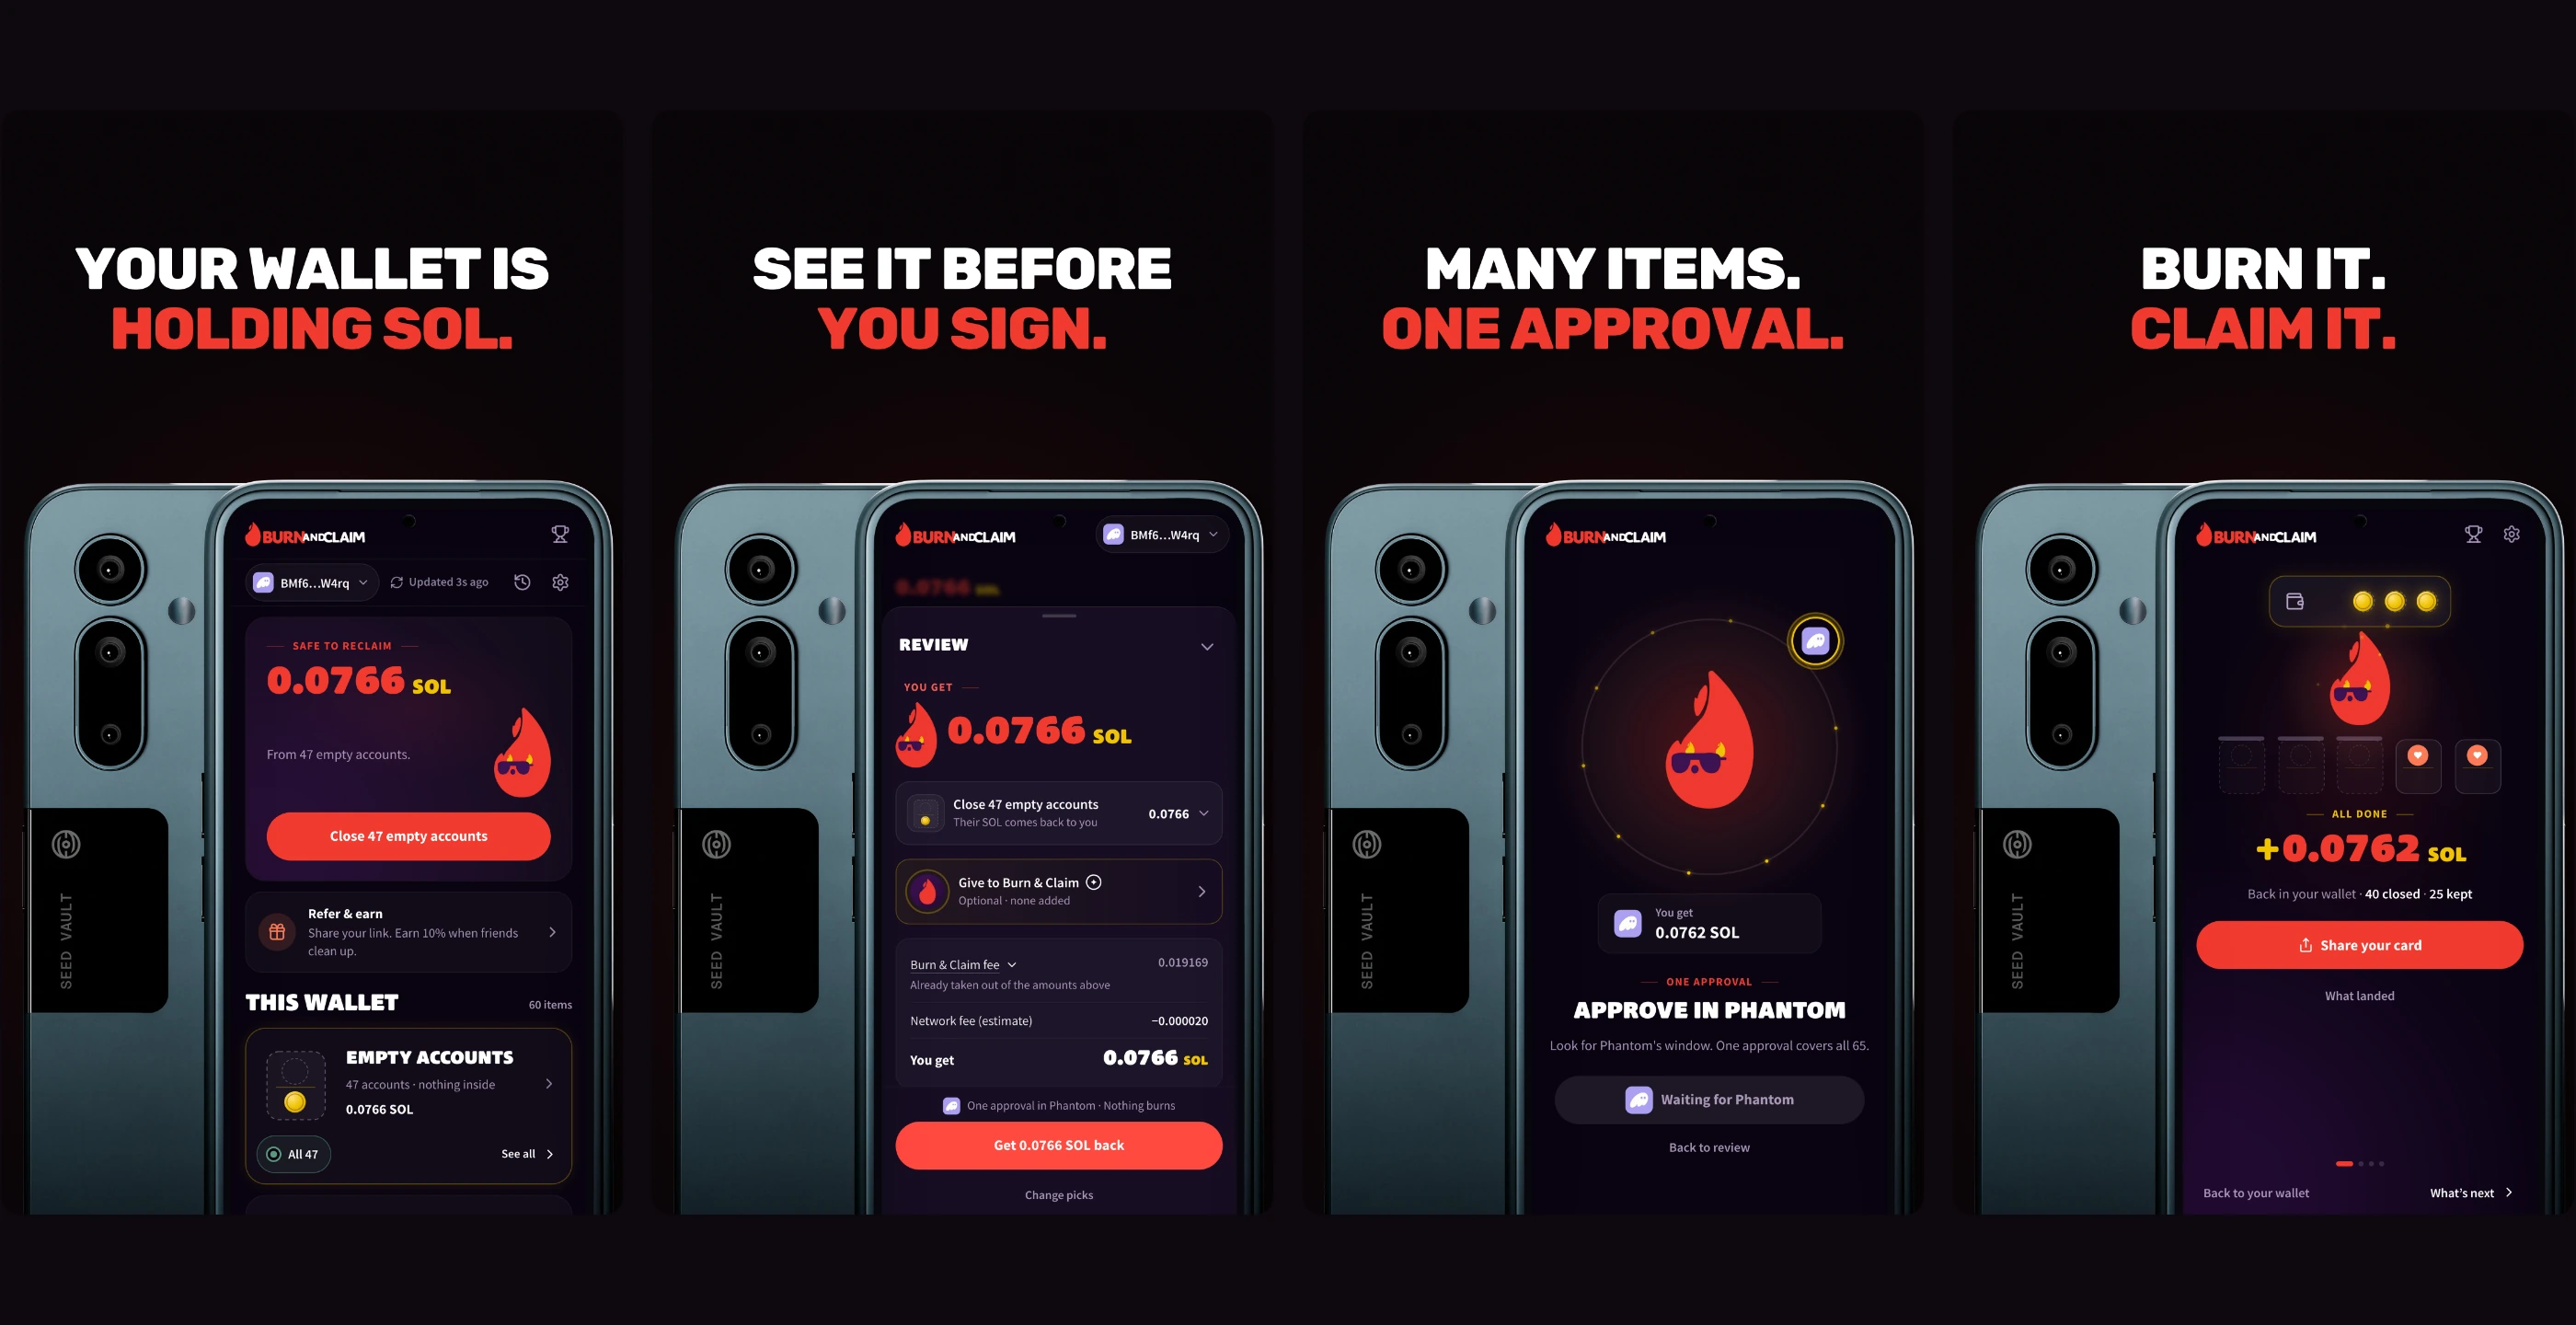 YOUR WALLET IS
HOLDING SOL.
BURNANDCLAIM
BMf6...W4rq
Updated 3s ago
SAFE TO RECLAIM
0.0766 SOL
From 47 empty accounts.
Close 47 empty accounts
Refer & earn
Share your link. Earn 10% when friends
clean up.
THIS WALLET
60 items
EMPTY ACCOUNTS
47 accounts · nothing inside
0.0766 SOL
All 47
See all
SEED VAULT
SEE IT BEFORE
YOU SIGN.
BURNANDCLAIM
BMf6...W4rq
0.0766 SOL
REVIEW
YOU GET
0.0766 SOL
Close 47 empty accounts
Their SOL comes back to you
0.0766
Give to Burn & Claim
Optional · none added
Burn & Claim fee
0.019169
Already taken out of the amounts above
Network fee (estimate)
−0.000020
You get
0.0766 SOL
One approval in Phantom · Nothing burns
Get 0.0766 SOL back
Change picks
SEED VAULT
MANY ITEMS.
ONE APPROVAL.
BURNANDCLAIM
You get
0.0762 SOL
ONE APPROVAL
APPROVE IN PHANTOM
Look for Phantom's window. One approval covers all 65.
Waiting for Phantom
Back to review
SEED VAULT
BURN IT.
CLAIM IT.
BURNANDCLAIM
ALL DONE
+0.0762 SOL
Back in your wallet · 40 closed · 25 kept
Share your card
What landed
Back to your wallet
What's next
SEED VAULT